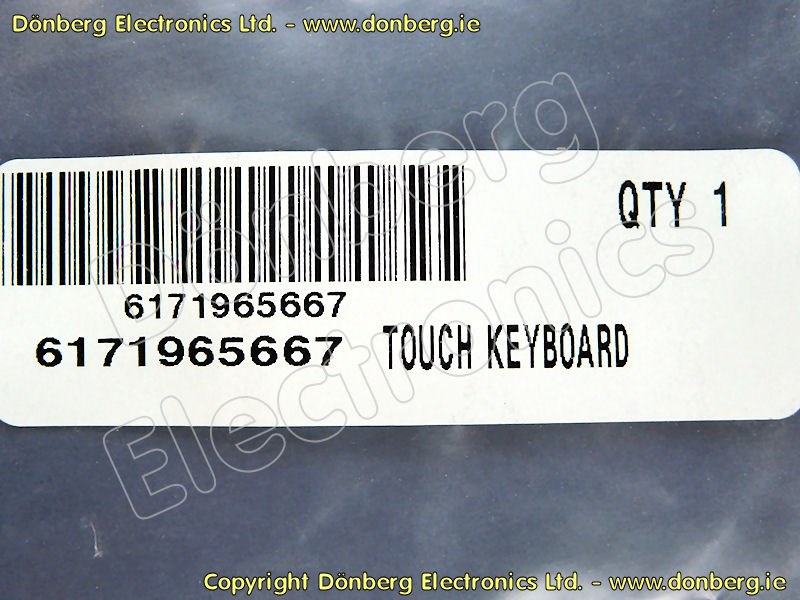 Dönberg Electronics Ltd. - www.donberg.ie
QTY 1
6171965667
6171965667 TOUCH KEYBOARD
Dönberg
Electronics
Copyright Dönberg Electronics Ltd. - www.donberg.ie